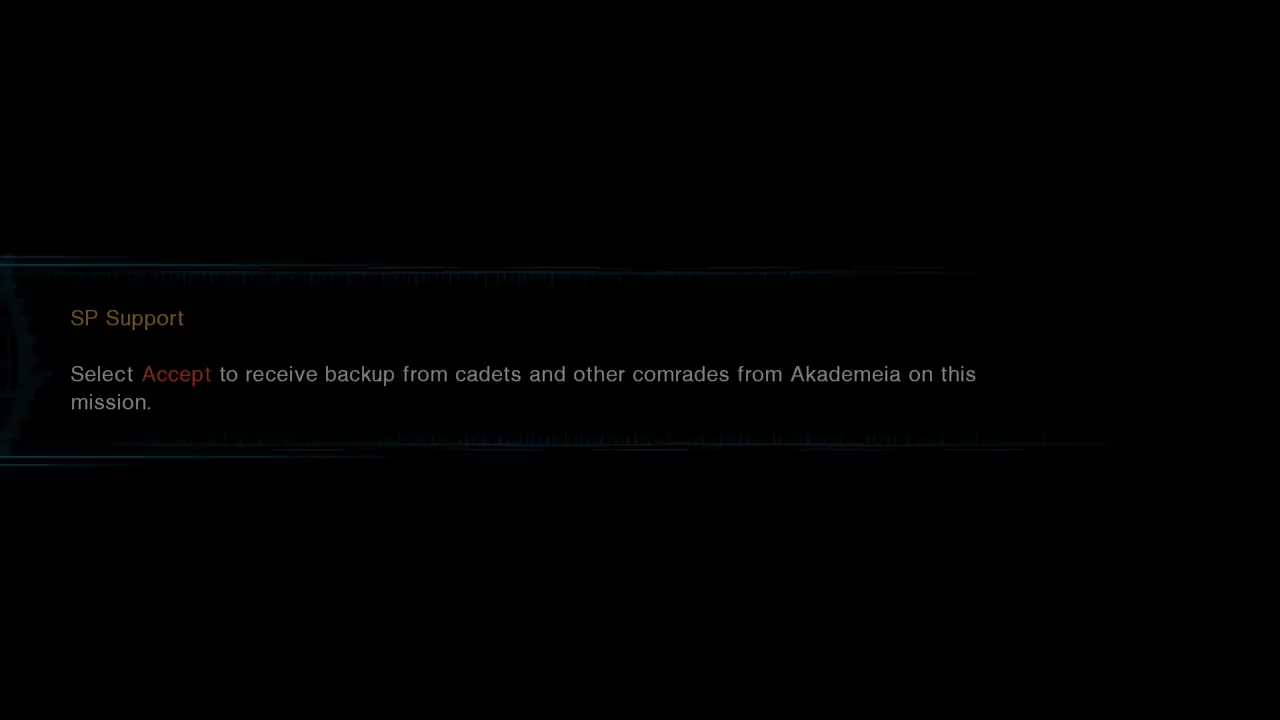 SP Support
Select Accept to receive backup from cadets and other comrades from Akademeia on this
mission.